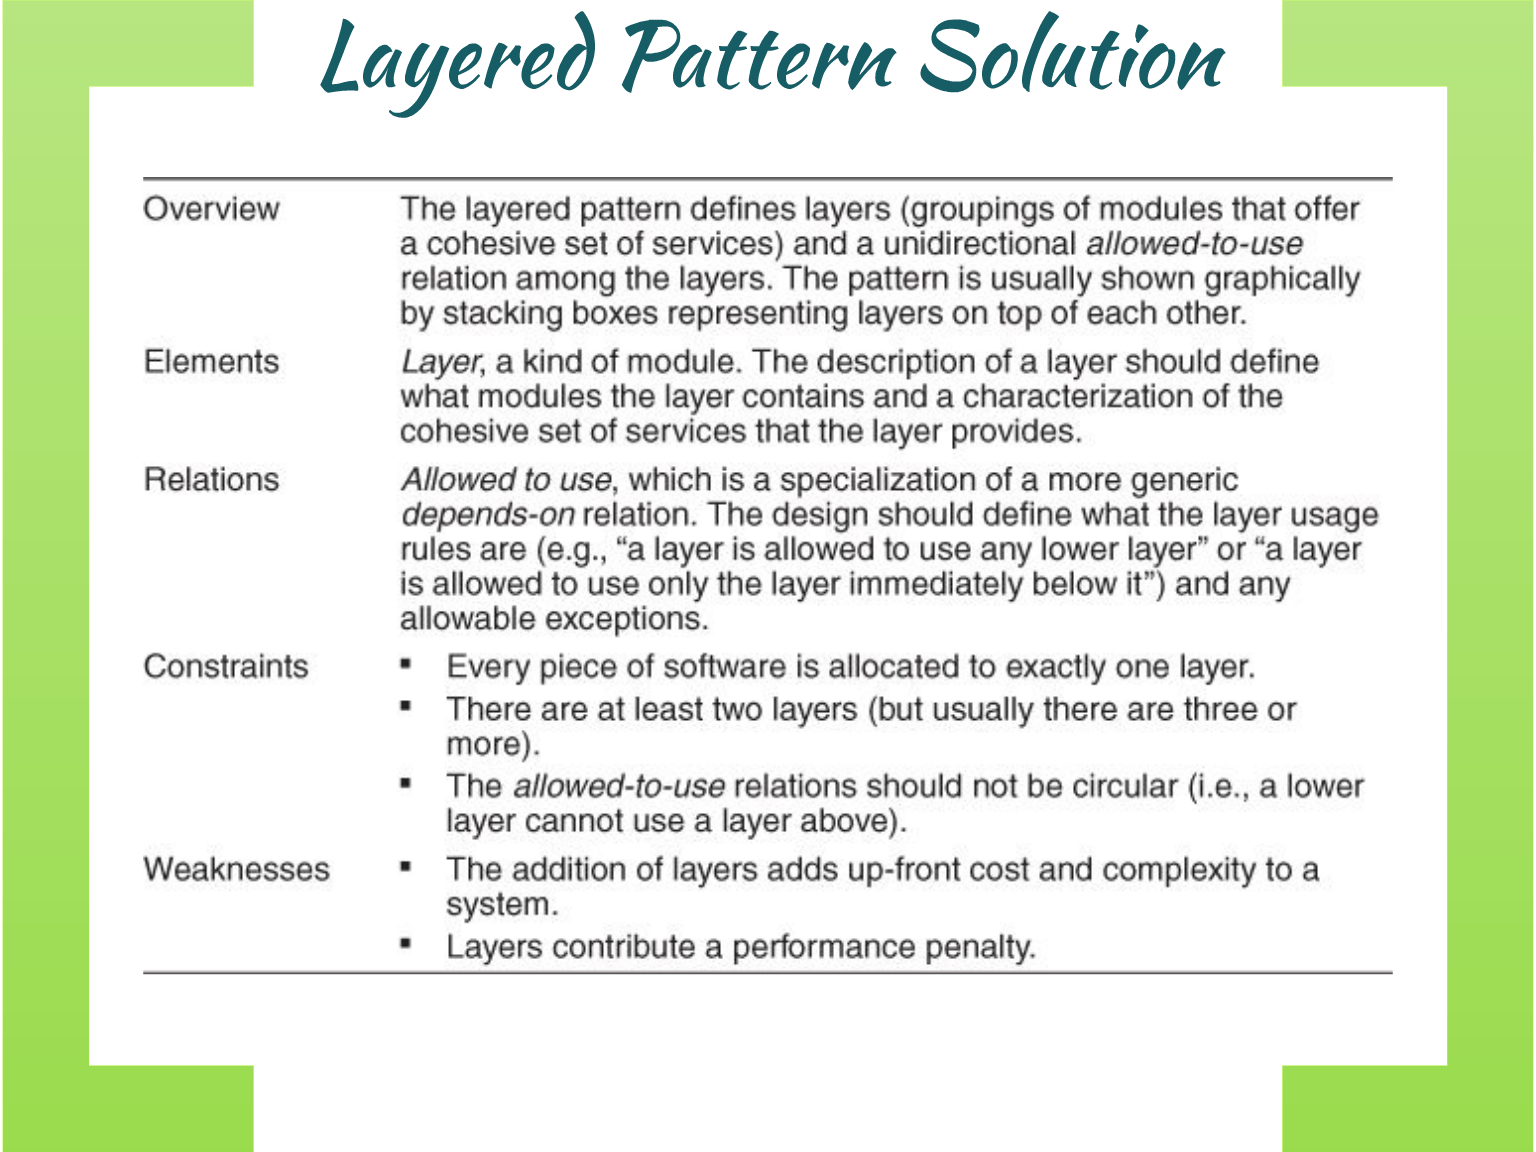 Layered Pattern Solution
Overview
The layered pattern defines layers (groupings of modules that offer
a cohesive set of services) and a unidirectional allowed-to-use
relation among the layers. The pattern is usually shown graphically
by stacking boxes representing layers on top of each other.
Elements
Layer, a kind of module. The description of a layer should define
what modules the layer contains and a characterization of the
cohesive set of services that the layer provides.
Relations
Allowed to use, which is a specialization of a more generic
depends-on relation. The design should define what the layer usage
rules are (e.g., “a layer is allowed to use any lower layer” or “a layer
is allowed to use only the layer immediately below it”) and any
allowable exceptions.
Constraints
▪ Every piece of software is allocated to exactly one layer.
▪ There are at least two layers (but usually there are three or
more).
▪ The allowed-to-use relations should not be circular (i.e., a lower
layer cannot use a layer above).
Weaknesses
▪ The addition of layers adds up-front cost and complexity to a
system.
▪ Layers contribute a performance penalty.